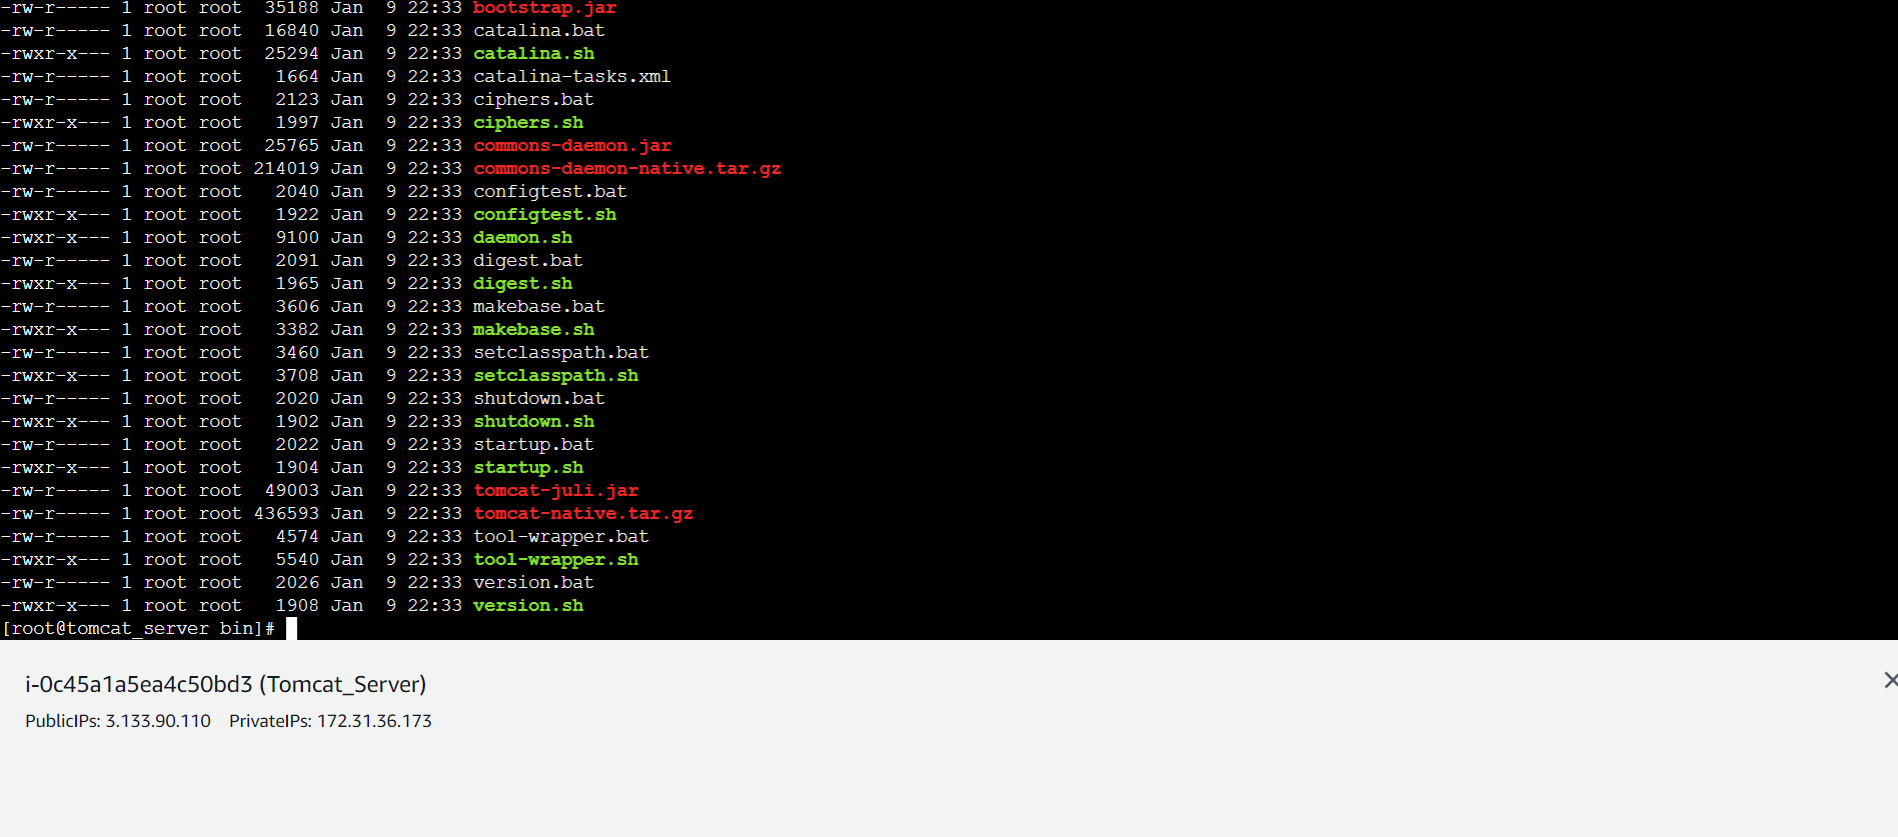 -rw-r----- 1 root root  35188 Jan  9 22:33 bootstrap.jar
-rw-r----- 1 root root  16840 Jan  9 22:33 catalina.bat
-rwxr-x--- 1 root root  25294 Jan  9 22:33 catalina.sh
-rw-r----- 1 root root   1664 Jan  9 22:33 catalina-tasks.xml
-rw-r----- 1 root root   2123 Jan  9 22:33 ciphers.bat
-rwxr-x--- 1 root root   1997 Jan  9 22:33 ciphers.sh
-rw-r----- 1 root root  25765 Jan  9 22:33 commons-daemon.jar
-rw-r----- 1 root root 214019 Jan  9 22:33 commons-daemon-native.tar.gz
-rw-r----- 1 root root   2040 Jan  9 22:33 configtest.bat
-rwxr-x--- 1 root root   1922 Jan  9 22:33 configtest.sh
-rwxr-x--- 1 root root   9100 Jan  9 22:33 daemon.sh
-rw-r----- 1 root root   2091 Jan  9 22:33 digest.bat
-rwxr-x--- 1 root root   1965 Jan  9 22:33 digest.sh
-rw-r----- 1 root root   3606 Jan  9 22:33 makebase.bat
-rwxr-x--- 1 root root   3382 Jan  9 22:33 makebase.sh
-rw-r----- 1 root root   3460 Jan  9 22:33 setclasspath.bat
-rwxr-x--- 1 root root   3708 Jan  9 22:33 setclasspath.sh
-rw-r----- 1 root root   2020 Jan  9 22:33 shutdown.bat
-rwxr-x--- 1 root root   1902 Jan  9 22:33 shutdown.sh
-rw-r----- 1 root root   2022 Jan  9 22:33 startup.bat
-rwxr-x--- 1 root root   1904 Jan  9 22:33 startup.sh
-rw-r----- 1 root root  49003 Jan  9 22:33 tomcat-juli.jar
-rw-r----- 1 root root 436593 Jan  9 22:33 tomcat-native.tar.gz
-rw-r----- 1 root root   4574 Jan  9 22:33 tool-wrapper.bat
-rwxr-x--- 1 root root   5540 Jan  9 22:33 tool-wrapper.sh
-rw-r----- 1 root root   2026 Jan  9 22:33 version.bat
-rwxr-x--- 1 root root   1908 Jan  9 22:33 version.sh
[root@tomcat_server bin]#
i-0c45a1a5ea4c50bd3 (Tomcat_Server)
PublicIPs: 3.133.90.110 PrivateIPs: 172.31.36.173